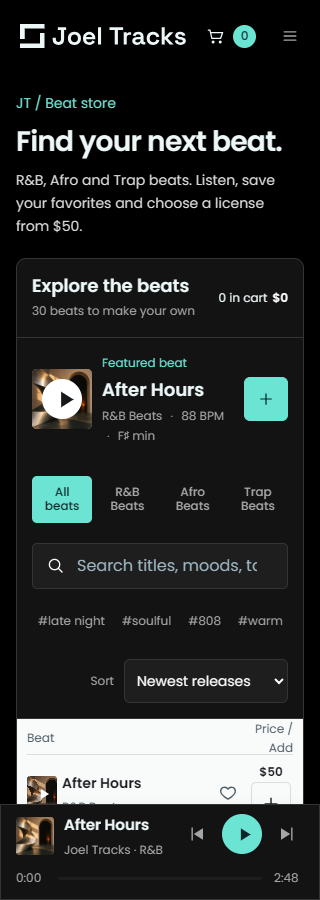 Joel Tracks
0
JT / Beat store
Find your next beat.
R&B, Afro and Trap beats. Listen, save
your favorites and choose a license
from $50.
Explore the beats
30 beats to make your own
0 in cart $0
Featured beat
After Hours
R&B Beats · 88 BPM
· F♯ min
All
beats
R&B
Beats
Afro
Beats
Trap
Beats
Search titles, moods,
#late night #soulful #808 #warm
Sort
Newest releases
Beat
Price /
Add
After Hours
$50
After Hours
Joel Tracks · R&B
0:00
2:48